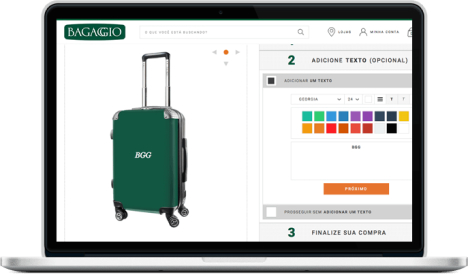 BAGAGGIO
O QUE VOCÊ ESTÁ BUSCANDO?
LOJAS
MINHA CONTA
2 ADICIONE TEXTO (OPCIONAL)
ADICIONAR UM TEXTO
GEORGIA
24
T
T
BGG
BGG
PRÓXIMO
PROSSEGUIR SEM ADICIONAR UM TEXTO
3 FINALIZE SUA COMPRA